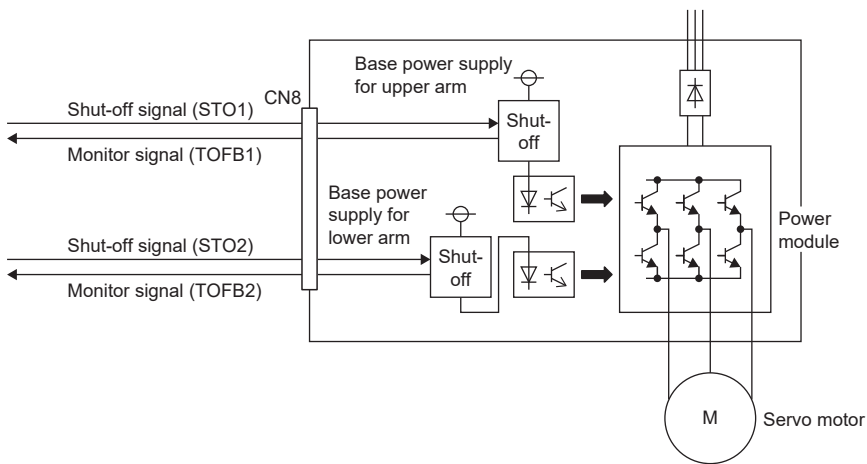 Base power supply
for upper arm
CN8
Shut-off signal (STO1)
Shut-
off
Monitor signal (TOFB1)
Base power
supply for
lower arm
Power
module
Shut-off signal (STO2)
Shut-
off
Monitor signal (TOFB2)
M
Servo motor